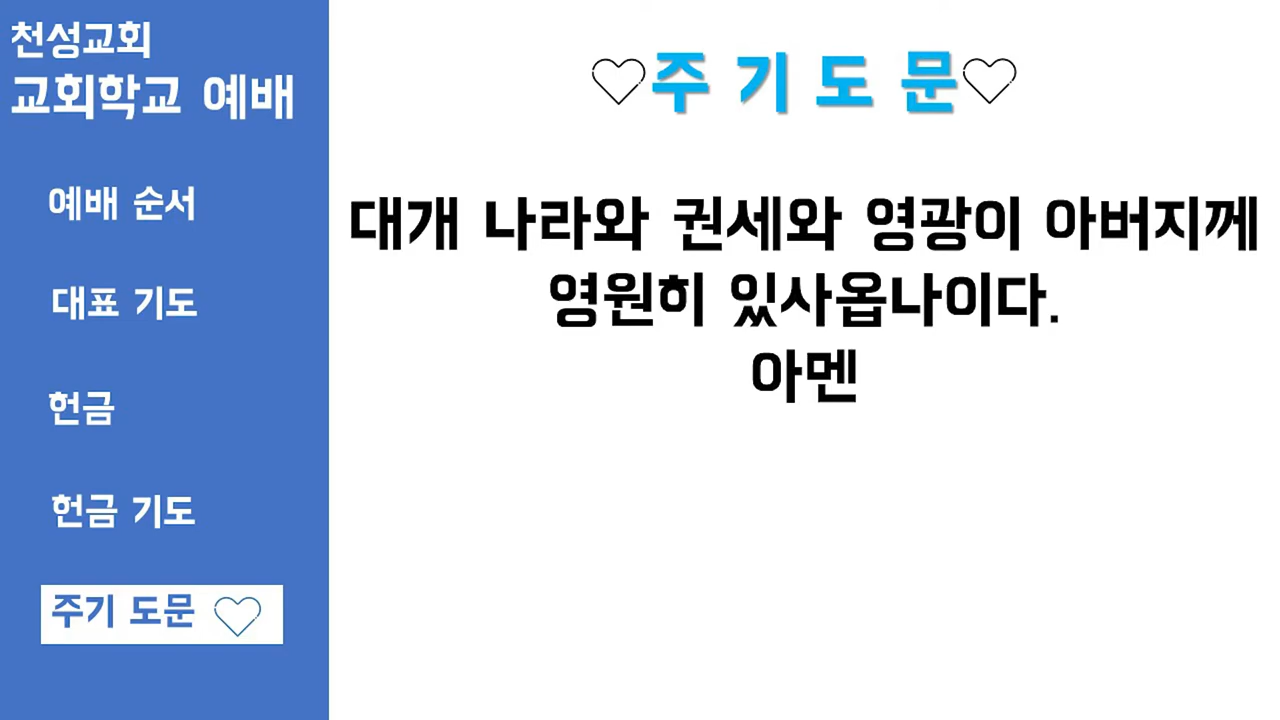 천성교회
교회학교 예배
예배 순서
대표 기도
헌금
헌금 기도
주기 도문
주 기 도 문
대개 나라와 권세와 영광이 아버지께
영원히 있사옵나이다.
아멘